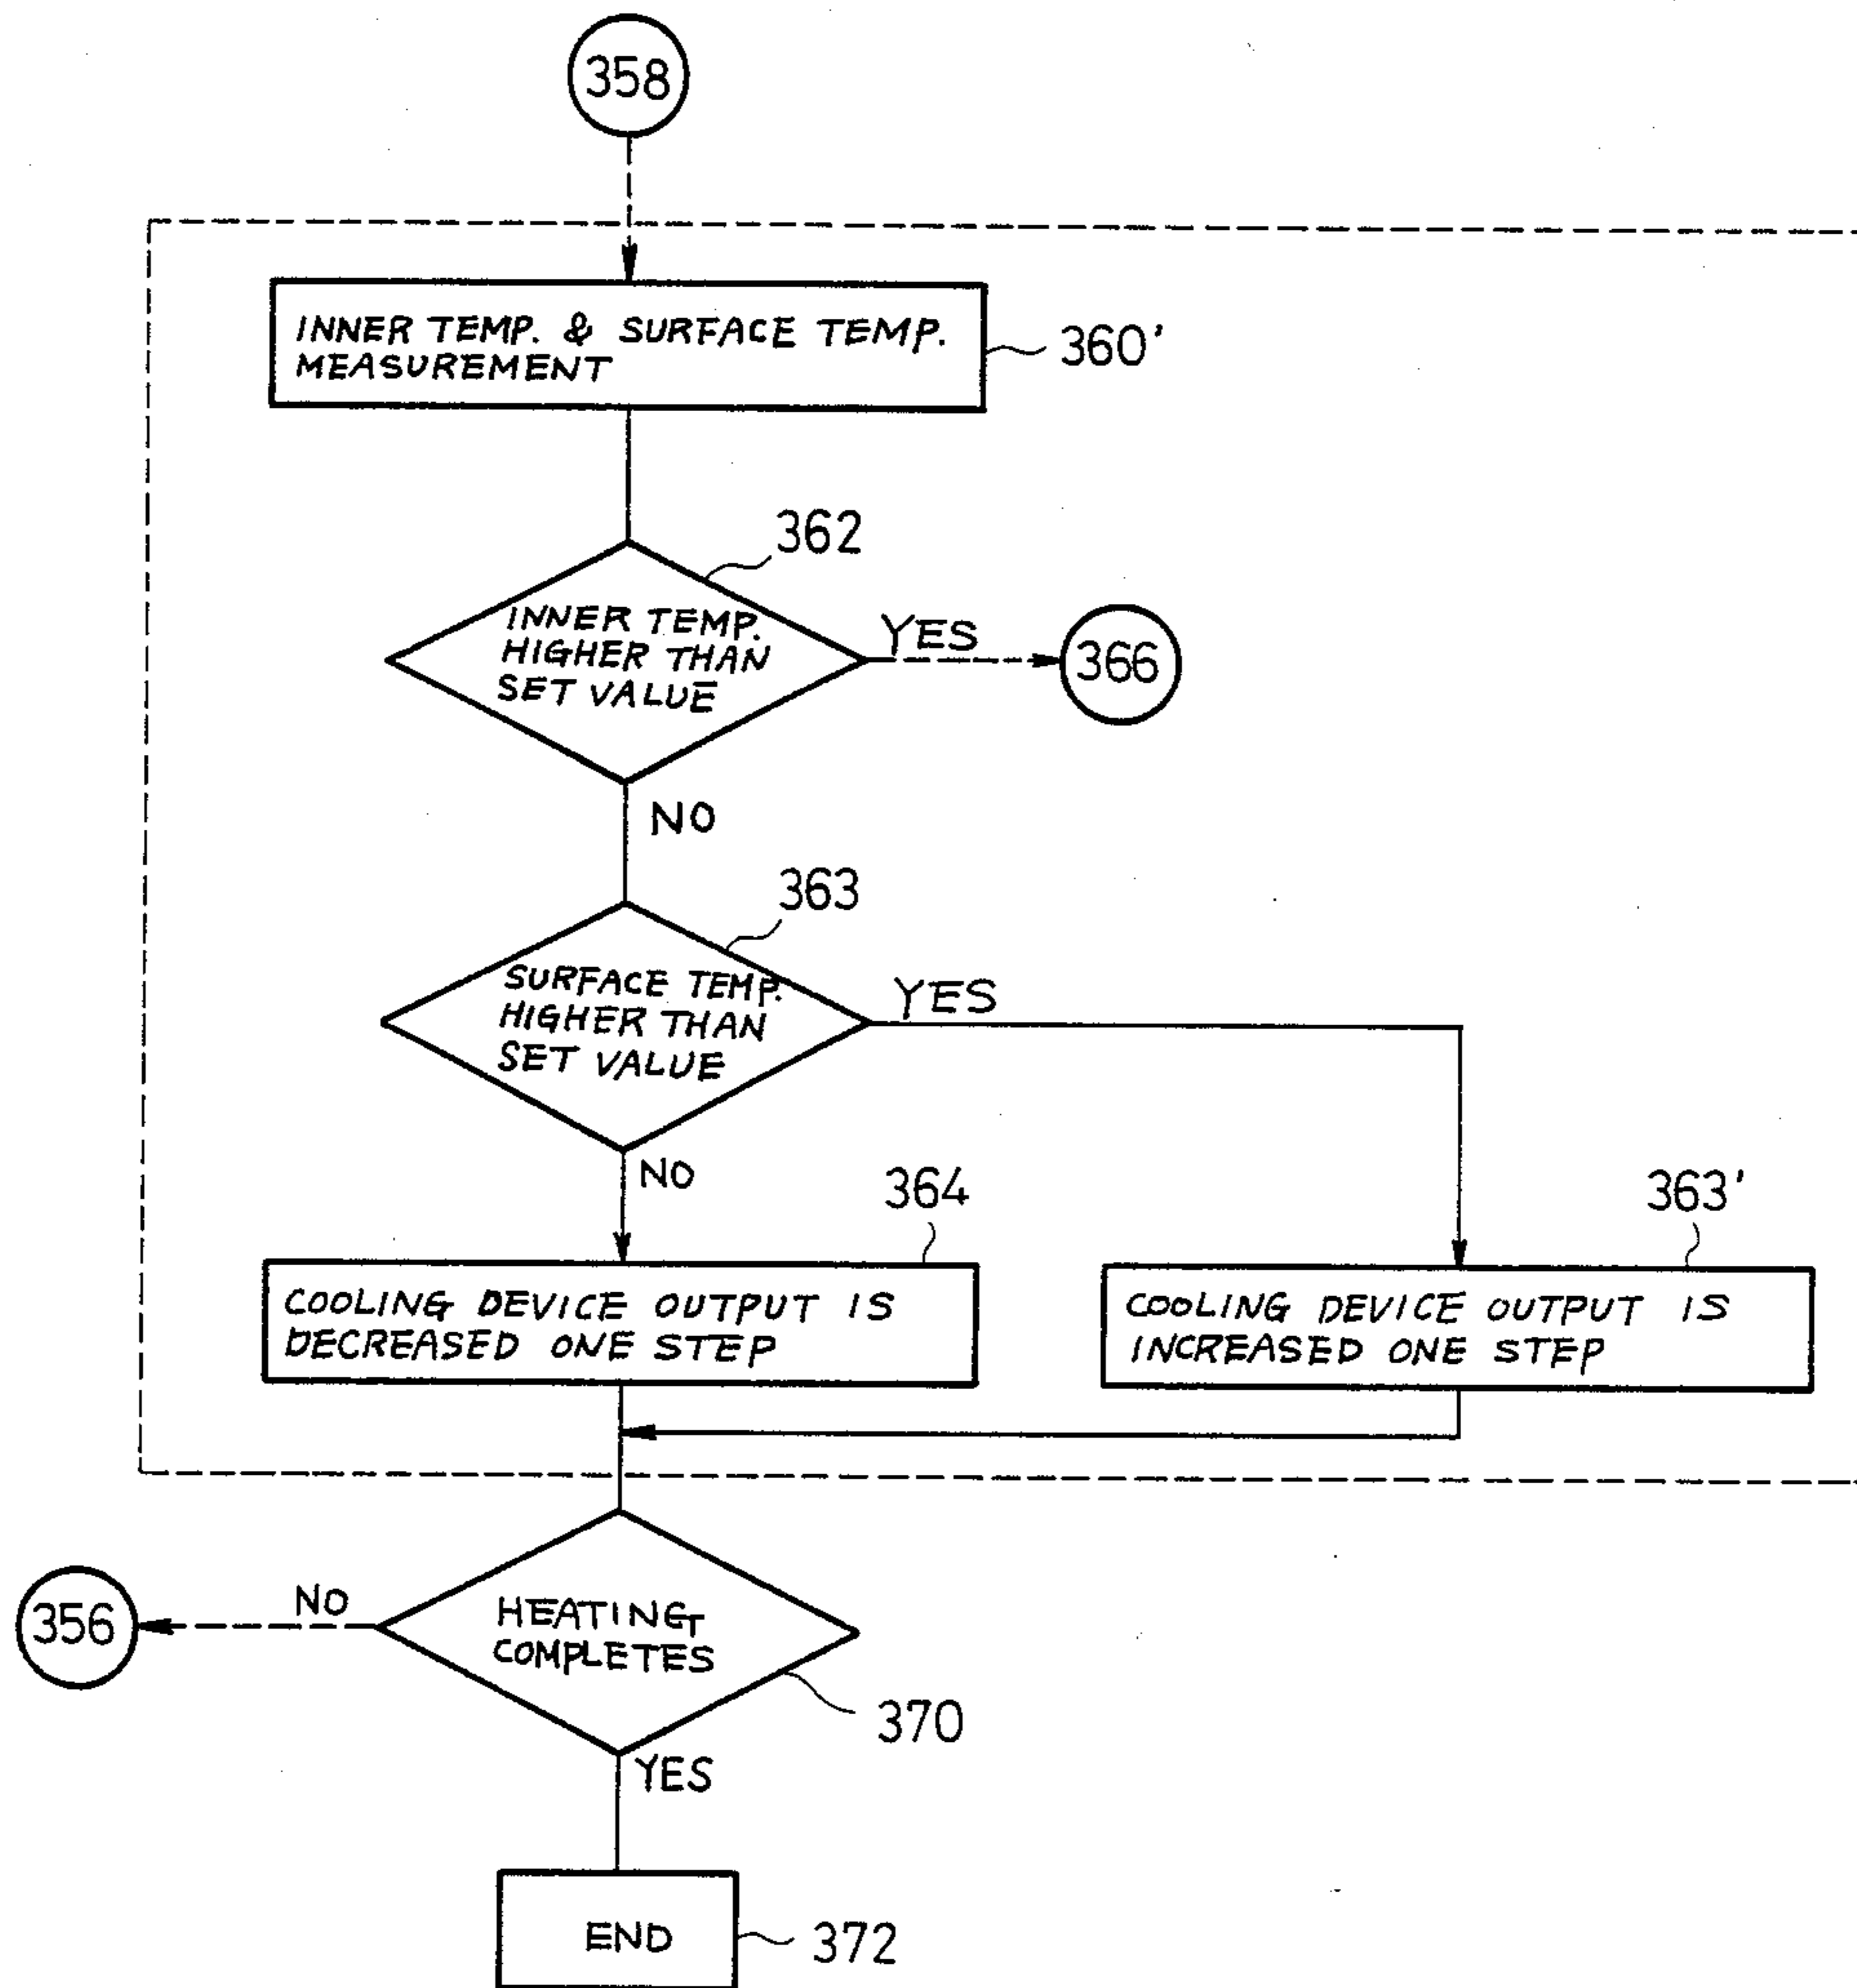 358
INNER TEMP. & SURFACE TEMP.
MEASUREMENT
360'
362
INNER TEMP.
HIGHER THAN
SET VALUE
YES
366
NO
363
SURFACE TEMP.
HIGHER THAN
SET VALUE
YES
NO
364
363'
COOLING DEVICE OUTPUT IS
DECREASED ONE STEP
COOLING DEVICE OUTPUT IS
INCREASED ONE STEP
356
NO
HEATING
COMPLETES
370
YES
END
372